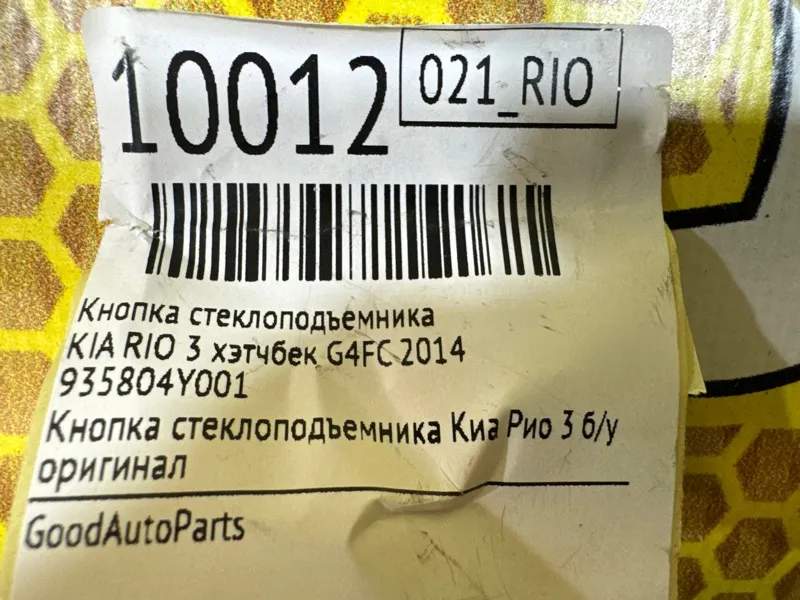 10012
021_RIO
Кнопка стеклоподъемника
KIA RIO 3 хэтчбек G4FC 2014
935804Y001
Кнопка стеклоподъемника Киа Рио 3 б/у
оригинал
GoodAutoParts